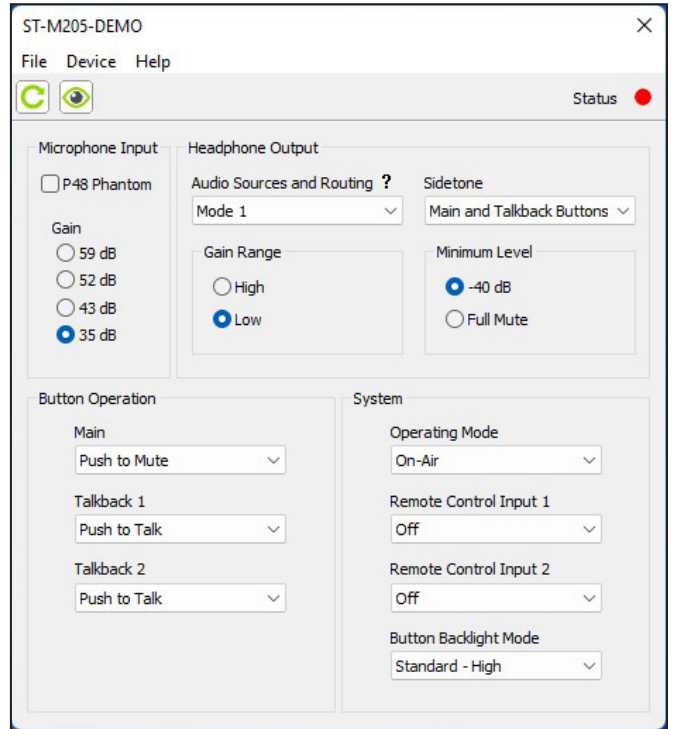 ST-M205-DEMO
File Device Help
Status
Microphone Input
P48 Phantom
Gain
59 dB
52 dB
43 dB
35 dB
Headphone Output
Audio Sources and Routing ?
Mode 1
Sidetone
Main and Talkback Buttons
Gain Range
High
Low
Minimum Level
-40 dB
Full Mute
Button Operation
Main
Push to Mute
Talkback 1
Push to Talk
Talkback 2
Push to Talk
System
Operating Mode
On-Air
Remote Control Input 1
Off
Remote Control Input 2
Off
Button Backlight Mode
Standard - High